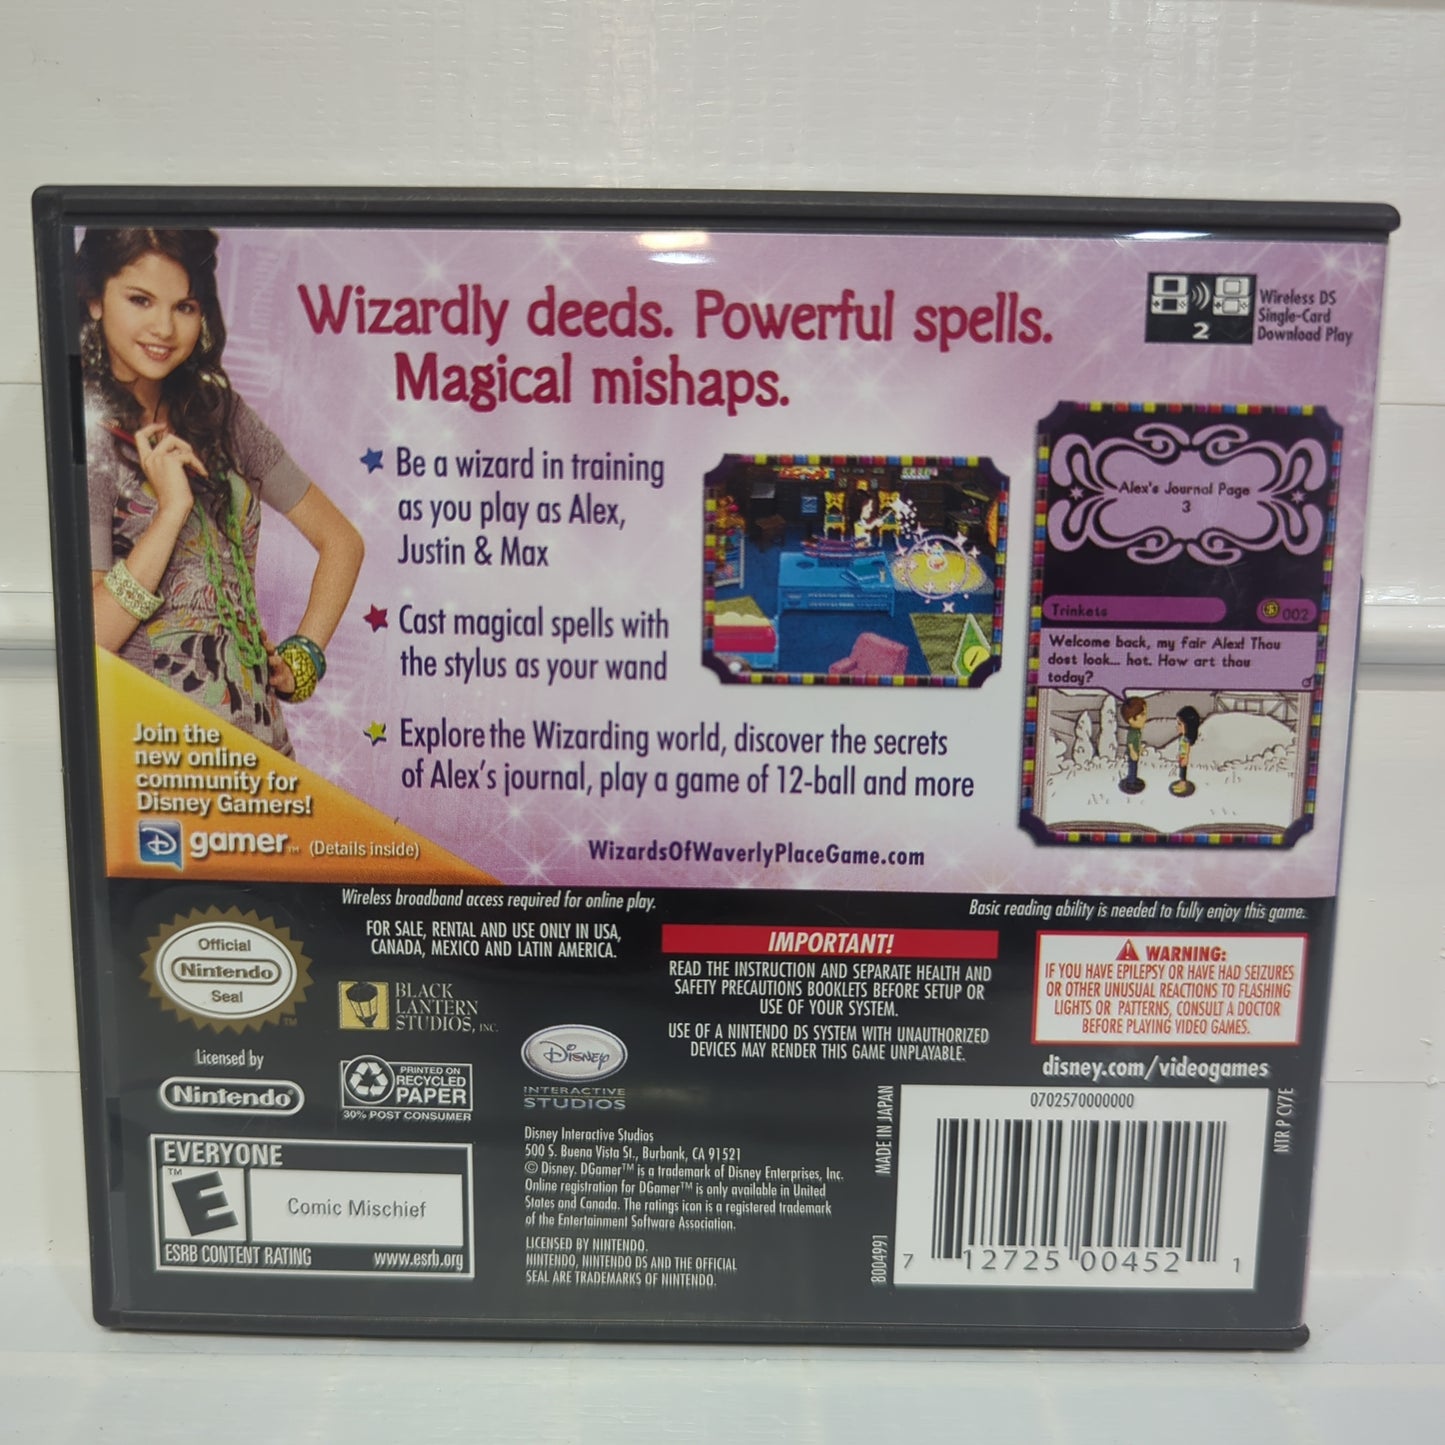 Wizardly deeds. Powerful spells.
Magical mishaps.
2
Wireless DS
Single-Card
Download Play
Be a wizard in training
as you play as Alex,
Justin & Max
Cast magical spells with
the stylus as your wand
Explore the Wizarding world, discover the secrets
of Alex's journal, play a game of 12-ball and more
WizardsOfWaverlyPlaceGame.com
Alex's Journal Page
3
Trinkets
002
Welcome back, my fair Alex! Thou
dost look... hot. How art thou
today?
Join the
new online
community for
Disney Gamers!
D gamer™ (Details inside)
Wireless broadband access required for online play.
Basic reading ability is needed to fully enjoy this game.
FOR SALE, RENTAL AND USE ONLY IN USA,
CANADA, MEXICO AND LATIN AMERICA.
Official
Nintendo
Seal
TM
BLACK
LANTERN
STUDIOS, INC.
Licensed by
Nintendo
PRINTED ON
RECYCLED
PAPER
30% POST CONSUMER
EVERYONE
TM
E
Comic Mischief
ESRB CONTENT RATING www.esrb.org
Disney
INTERACTIVE
STUDIOS
Disney Interactive Studios
500 S. Buena Vista St., Burbank, CA 91521
© Disney. DGamer™ is a trademark of Disney Enterprises, Inc.
Online registration for DGamer™ is only available in United
States and Canada. The ratings icon is a registered trademark
of the Entertainment Software Association.
LICENSED BY NINTENDO.
NINTENDO, NINTENDO DS AND THE OFFICIAL
SEAL ARE TRADEMARKS OF NINTENDO.
IMPORTANT!
READ THE INSTRUCTION AND SEPARATE HEALTH AND
SAFETY PRECAUTIONS BOOKLETS BEFORE SETUP OR
USE OF YOUR SYSTEM.
USE OF A NINTENDO DS SYSTEM WITH UNAUTHORIZED
DEVICES MAY RENDER THIS GAME UNPLAYABLE.
WARNING:
IF YOU HAVE EPILEPSY OR HAVE HAD SEIZURES
OR OTHER UNUSUAL REACTIONS TO FLASHING
LIGHTS OR PATTERNS, CONSULT A DOCTOR
BEFORE PLAYING VIDEO GAMES.
disney.com/videogames
MADE IN JAPAN
8004991
0702570000000
7 12725 00452 1
NTR P CY7E